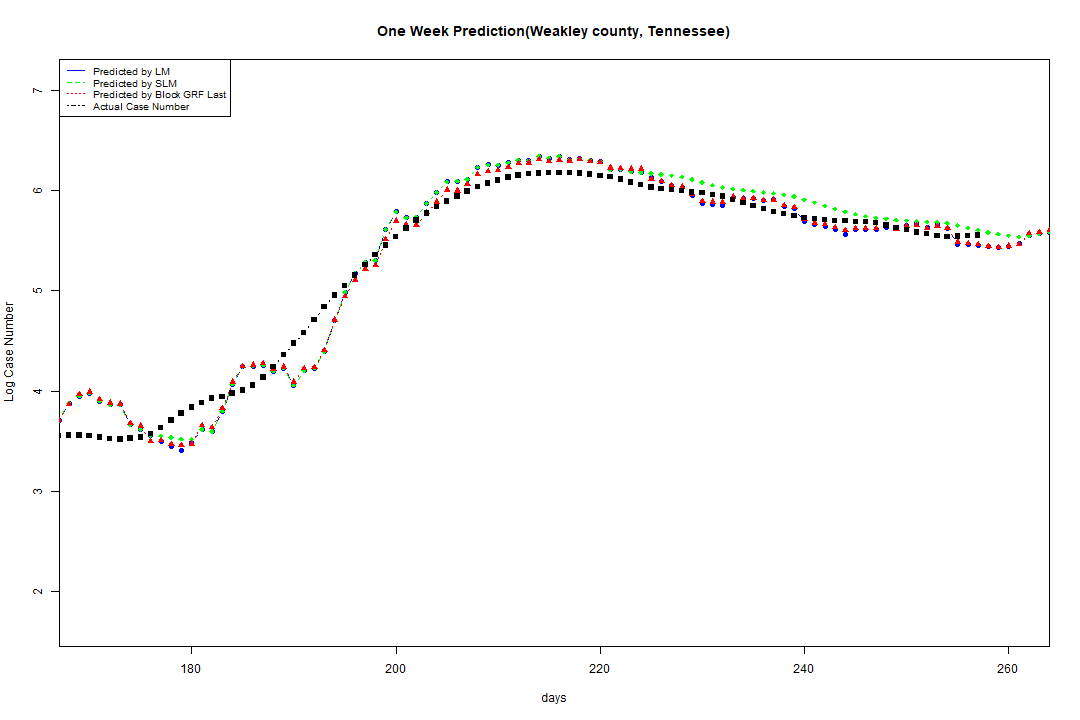 One Week Prediction(Weakley county, Tennessee)
Predicted by LM
Predicted by SLM
Predicted by Block GRF Last
Actual Case Number
7
6
5
4
3
2
Log Case Number
180 200 220 240 260
days